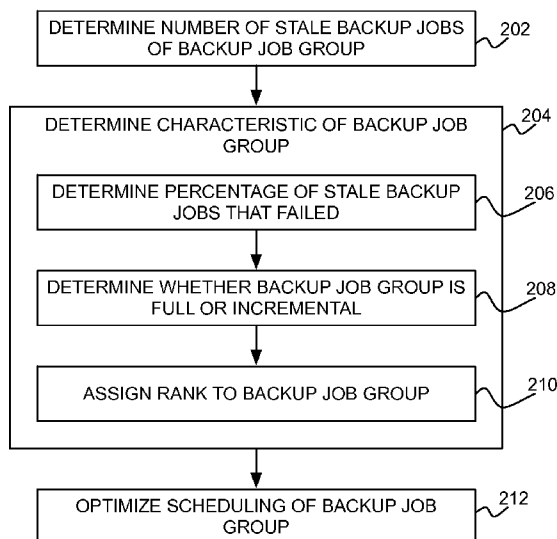 DETERMINE NUMBER OF STALE BACKUP JOBS
OF BACKUP JOB GROUP
202
DETERMINE CHARACTERISTIC OF BACKUP JOB
GROUP
204
DETERMINE PERCENTAGE OF STALE BACKUP
JOBS THAT FAILED
206
DETERMINE WHETHER BACKUP JOB GROUP IS
FULL OR INCREMENTAL
208
ASSIGN RANK TO BACKUP JOB GROUP
210
OPTIMIZE SCHEDULING OF BACKUP JOB
GROUP
212